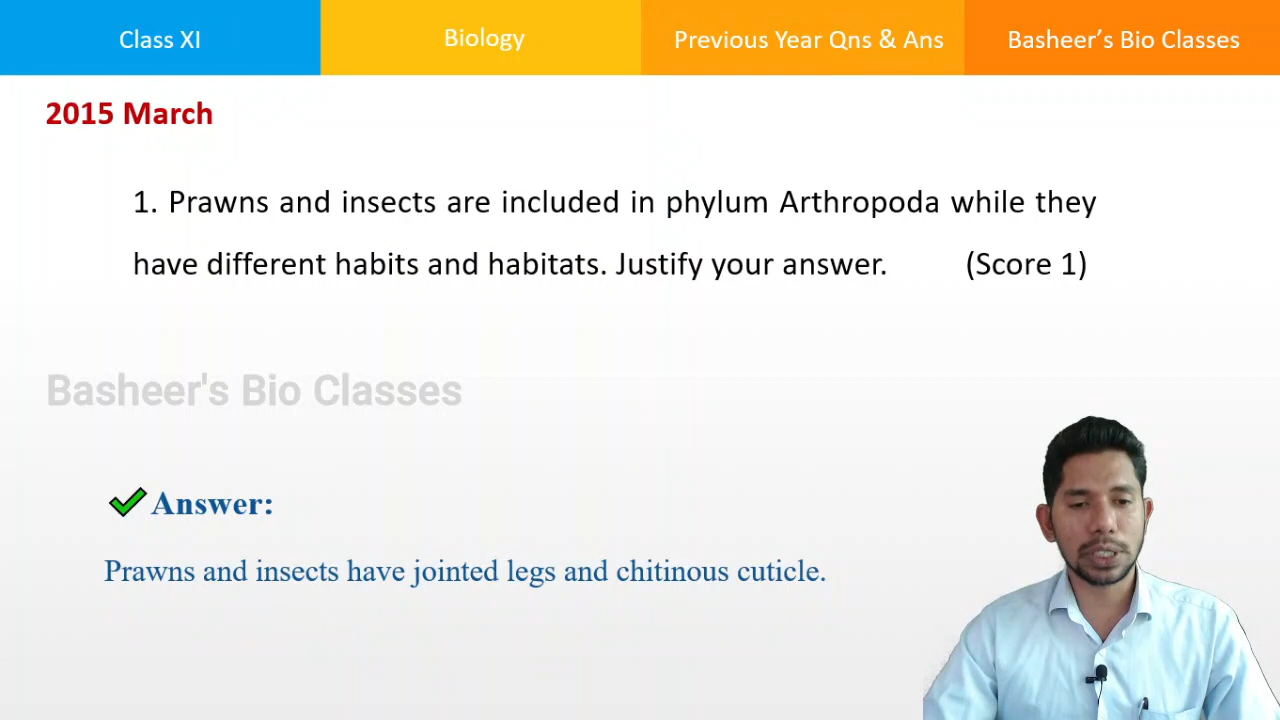 Class XI
Biology
Previous Year Qns & Ans
Basheer’s Bio Classes
2015 March
1. Prawns and insects are included in phylum Arthropoda while they
have different habits and habitats. Justify your answer. (Score 1)
Basheer's Bio Classes
Answer:
Prawns and insects have jointed legs and chitinous cuticle.